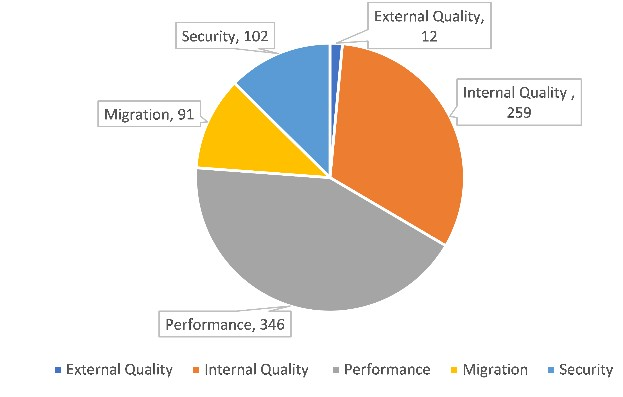 External Quality,
12
Security, 102
Internal Quality ,
259
Migration, 91
Performance, 346
External Quality
Internal Quality
Performance
Migration
Security